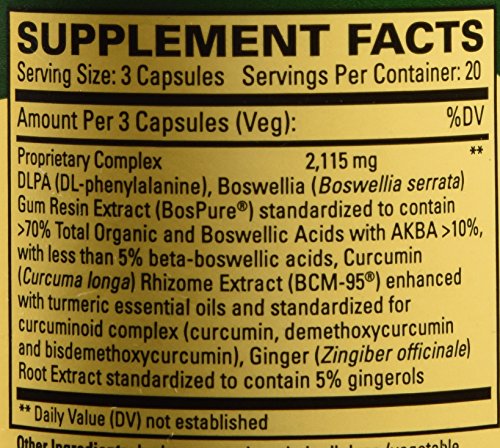 SUPPLEMENT FACTS
Serving Size: 3 Capsules Servings Per Container: 20
Amount Per 3 Capsules (Veg): %DV
Proprietary Complex 2,115 mg **
DLPA (DL-phenylalanine), Boswellia (Boswellia serrata)
Gum Resin Extract (BosPure®) standardized to contain
>70% Total Organic and Boswellic Acids with AKBA >10%,
with less than 5% beta-boswellic acids, Curcumin
(Curcuma longa) Rhizome Extract (BCM-95®) enhanced
with turmeric essential oils and standardized for
curcuminoid complex (curcumin, demethoxycurcumin
and bisdemethoxycurcumin), Ginger (Zingiber officinale)
Root Extract standardized to contain 5% gingerols
** Daily Value (DV) not established
Other Ingredients: (vegetable